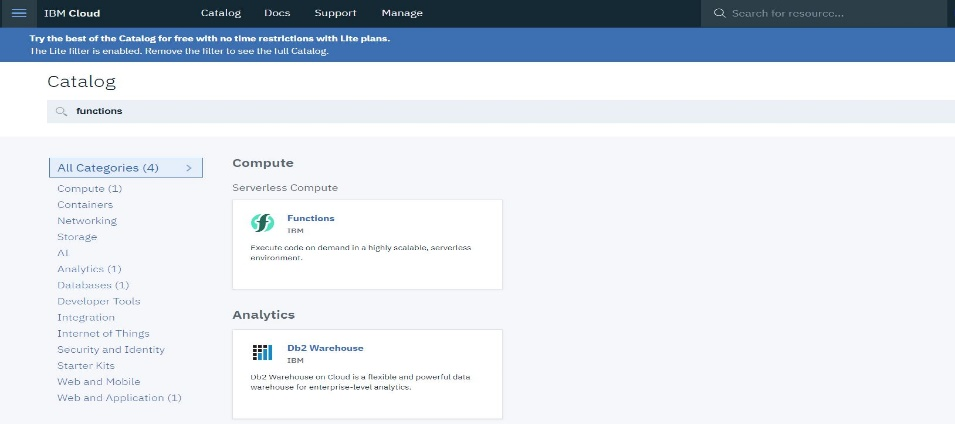 IBM Cloud
Catalog Docs Support Manage
Search for resource...
Try the best of the Catalog for free with no time restrictions with Lite plans.
The Lite filter is enabled. Remove the filter to see the full Catalog.
Catalog
functions
All Categories (4) >
Compute (1)
Containers
Networking
Storage
AI
Analytics (1)
Databases (1)
Developer Tools
Integration
Internet of Things
Security and Identity
Starter Kits
Web and Mobile
Web and Application (1)
Compute
Serverless Compute
Functions
IBM
Execute code on demand in a highly scalable, serverless
environment.
Analytics
Db2 Warehouse
IBM
Db2 Warehouse on Cloud is a flexible and powerful data
warehouse for enterprise-level analytics.